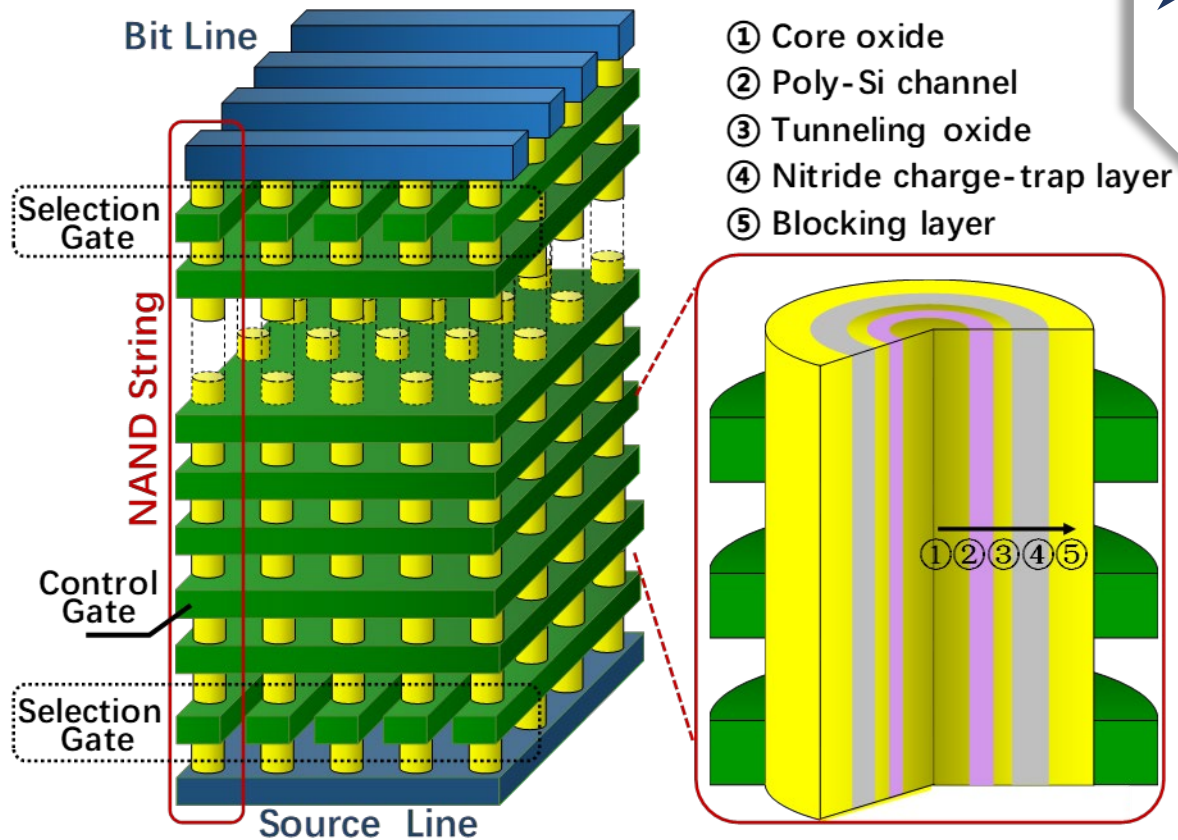 Bit Line
① Core oxide
② Poly-Si channel
③ Tunneling oxide
④ Nitride charge-trap layer
⑤ Blocking layer
Selection
Gate
NAND String
Control
Gate
Selection
Gate
Source Line
①②③④⑤